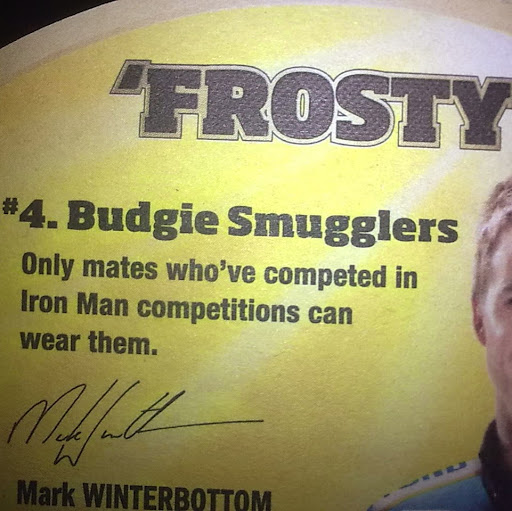 'FROSTY
#4. Budgie Smugglers
Only mates who've competed in
Iron Man competitions can
wear them.
Mark WINTERBOTTOM